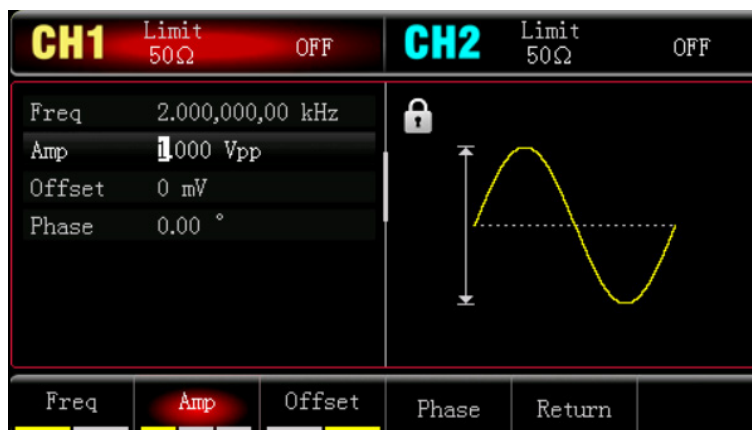 CH1 Limit 50Ω OFF
CH2 Limit 50Ω OFF
Freq 2.000,000,00 kHz
Amp 1.000 Vpp
Offset 0 mV
Phase 0.00 °
Freq Amp Offset Phase Return